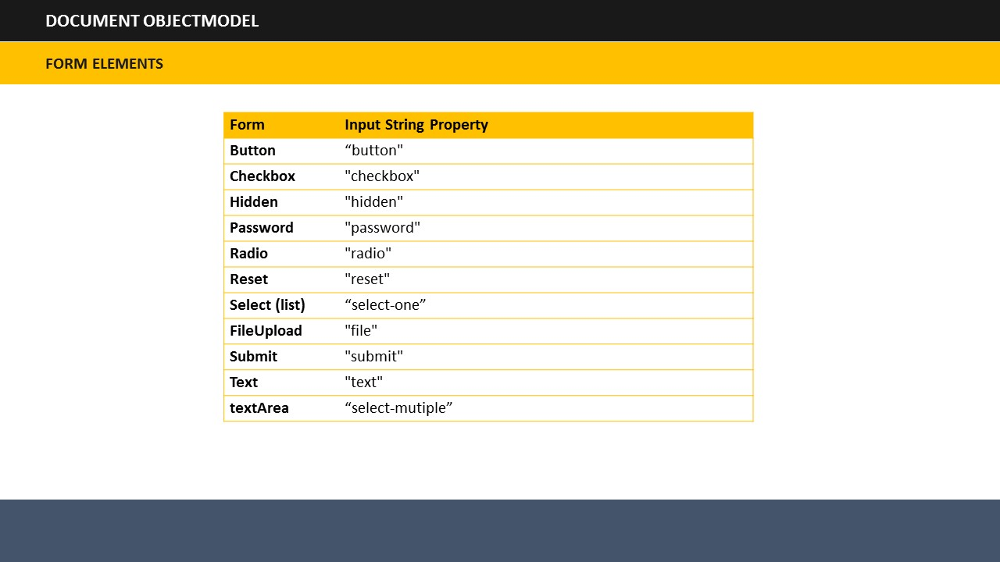 DOCUMENT OBJECTMODEL
FORM ELEMENTS
Form Input String Property
Button “button"
Checkbox "checkbox"
Hidden "hidden"
Password "password"
Radio "radio"
Reset "reset"
Select (list) “select-one”
FileUpload "file"
Submit "submit"
Text "text"
textArea “select-mutiple”